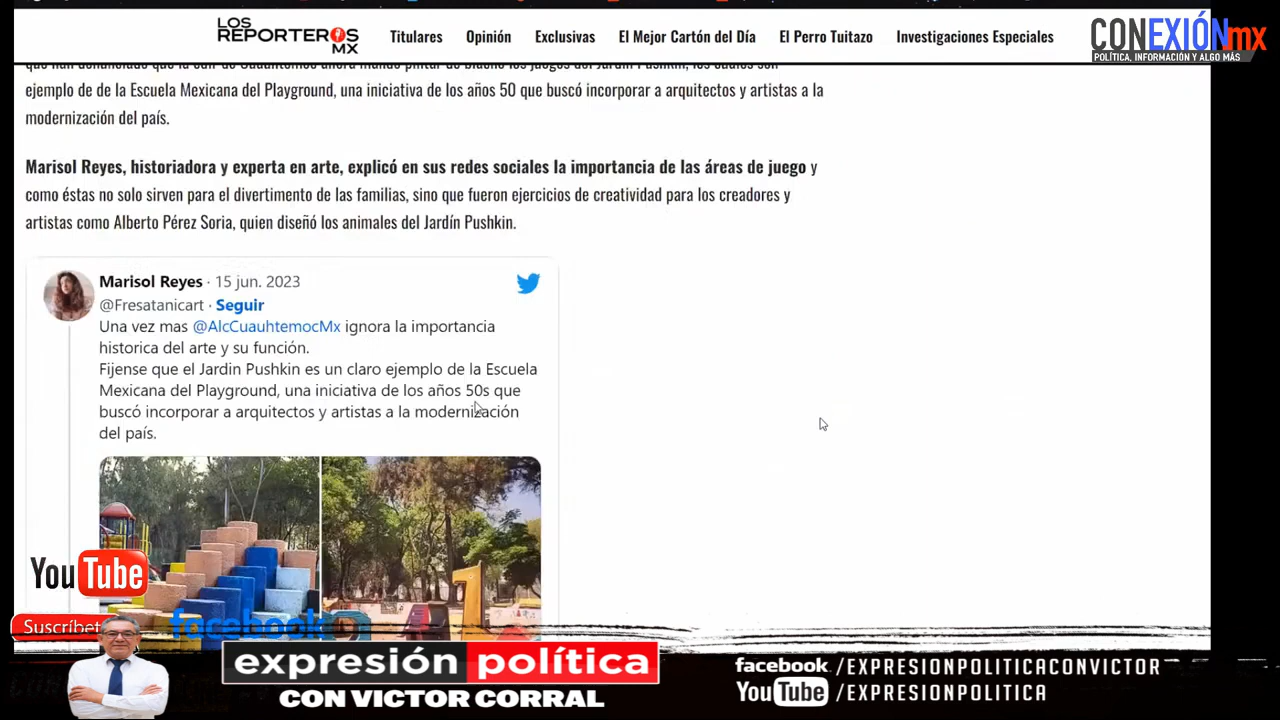 LOS
REPORTEROS
MX
Titulares
Opinión
Exclusivas
El Mejor Cartón del Día
El Perro Tuitazo
Investigaciones Especiales
CONEXIÓNmx
POLÍTICA, INFORMACIÓN Y ALGO MÁS
ejemplo de de la Escuela Mexicana del Playground, una iniciativa de los años 50 que buscó incorporar a arquitectos y artistas a la
modernización del país.
Marisol Reyes, historiadora y experta en arte, explicó en sus redes sociales la importancia de las áreas de juego y
como éstas no solo sirven para el divertimento de las familias, sino que fueron ejercicios de creatividad para los creadores y
artistas como Alberto Pérez Soria, quien diseñó los animales del Jardín Pushkin.
Marisol Reyes · 15 jun. 2023
@Fresatanicart · Seguir
Una vez mas @AlcCuauhtemocMx ignora la importancia
historica del arte y su función.
Fijense que el Jardin Pushkin es un claro ejemplo de la Escuela
Mexicana del Playground, una iniciativa de los años 50s que
buscó incorporar a arquitectos y artistas a la modernización
del país.
YouTube
Suscríbet
facebook
expresión política
CON VICTOR CORRAL
facebook /EXPRESIONPOLITICACONVICTOR
YouTube /EXPRESIONPOLITICA